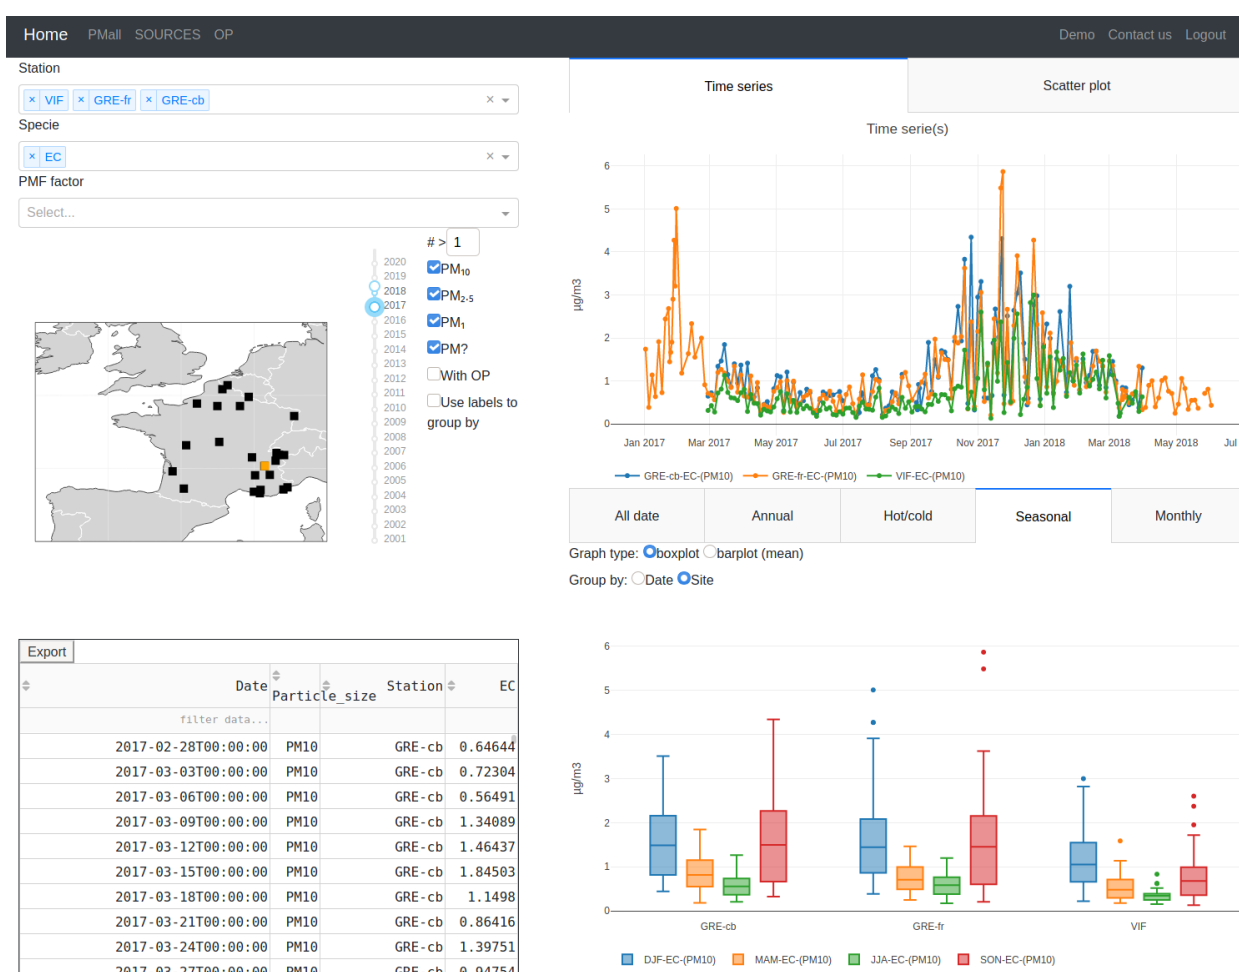 Home PMall SOURCES OP Demo Contact us Logout
Station
× VIF × GRE-fr × GRE-cb ×
Specie
× EC ×
PMF factor
Select...
# > 1
PM₁₀
PM₂.₅
PM₁
PM?
With OP
Use labels to
group by
2020
2019
2018
2017
2016
2015
2014
2013
2012
2011
2010
2009
2008
2007
2006
2005
2004
2003
2002
2001
Time series Scatter plot
Time serie(s)
µg/m3
6
5
4
3
2
1
0
Jan 2017 Mar 2017 May 2017 Jul 2017 Sep 2017 Nov 2017 Jan 2018 Mar 2018 May 2018 Jul
GRE-cb-EC-(PM10) GRE-fr-EC-(PM10) VIF-EC-(PM10)
All date Annual Hot/cold Seasonal Monthly
Graph type: boxplot barplot (mean)
Group by: Date Site
Export
Date Particle_size Station EC
filter data...
2017-02-28T00:00:00 PM10 GRE-cb 0.64644
2017-03-03T00:00:00 PM10 GRE-cb 0.72304
2017-03-06T00:00:00 PM10 GRE-cb 0.56491
2017-03-09T00:00:00 PM10 GRE-cb 1.34089
2017-03-12T00:00:00 PM10 GRE-cb 1.46437
2017-03-15T00:00:00 PM10 GRE-cb 1.84503
2017-03-18T00:00:00 PM10 GRE-cb 1.1498
2017-03-21T00:00:00 PM10 GRE-cb 0.86416
2017-03-24T00:00:00 PM10 GRE-cb 1.39751
2017-03-27T00:00:00 PM10 GRE-cb 0.94754
µg/m3
6
5
4
3
2
1
0
GRE-cb GRE-fr VIF
DJF-EC-(PM10) MAM-EC-(PM10) JJA-EC-(PM10) SON-EC-(PM10)